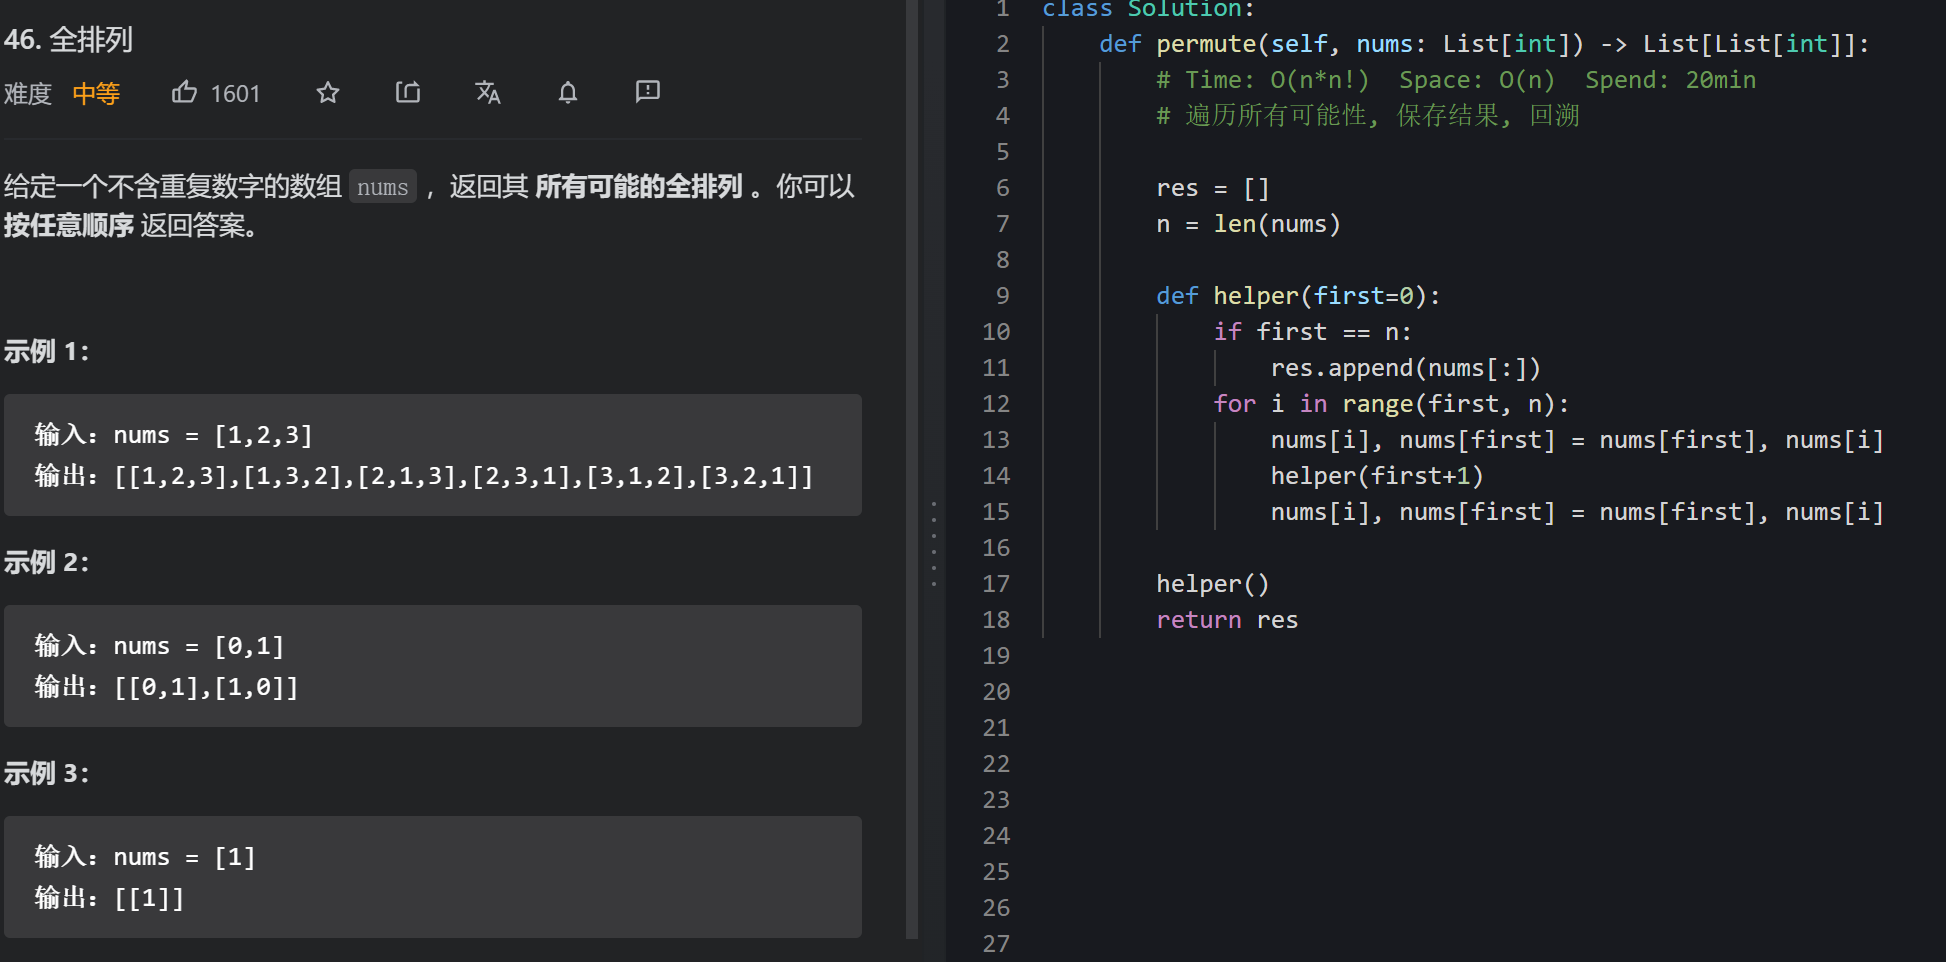 46. 全排列
难度 中等 1601
给定一个不含重复数字的数组 nums ，返回其 所有可能的全排列 。你可以
按任意顺序 返回答案。
示例 1：
输入：nums = [1,2,3]
输出：[[1,2,3],[1,3,2],[2,1,3],[2,3,1],[3,1,2],[3,2,1]]
示例 2：
输入：nums = [0,1]
输出：[[0,1],[1,0]]
示例 3：
输入：nums = [1]
输出：[[1]]
1 class Solution:
2 def permute(self, nums: List[int]) -> List[List[int]]:
3 # Time: O(n*n!)  Space: O(n)  Spend: 20min
4 # 遍历所有可能性, 保存结果, 回溯
5
6 res = []
7 n = len(nums)
8
9 def helper(first=0):
10 if first == n:
11 res.append(nums[:])
12 for i in range(first, n):
13 nums[i], nums[first] = nums[first], nums[i]
14 helper(first+1)
15 nums[i], nums[first] = nums[first], nums[i]
16
17 helper()
18 return res
19
20
21
22
23
24
25
26
27